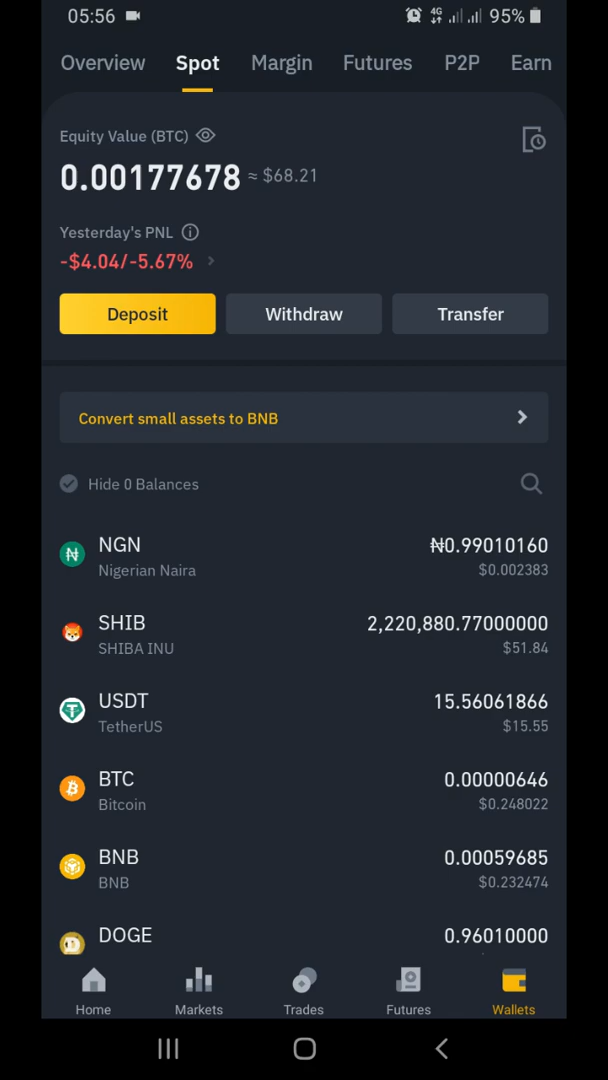 05:56 4G 95%
Overview Spot Margin Futures P2P Earn
Equity Value (BTC)
0.00177678 ≈ $68.21
Yesterday's PNL
-$4.04/-5.67%
Deposit Withdraw Transfer
Convert small assets to BNB
Hide 0 Balances
NGN ₦0.99010160
Nigerian Naira $0.002383
SHIB 2,220,880.77000000
SHIBA INU $51.84
USDT 15.56061866
TetherUS $15.55
BTC 0.00000646
Bitcoin $0.248022
BNB 0.00059685
BNB $0.232474
DOGE 0.96010000
Home Markets Trades Futures Wallets